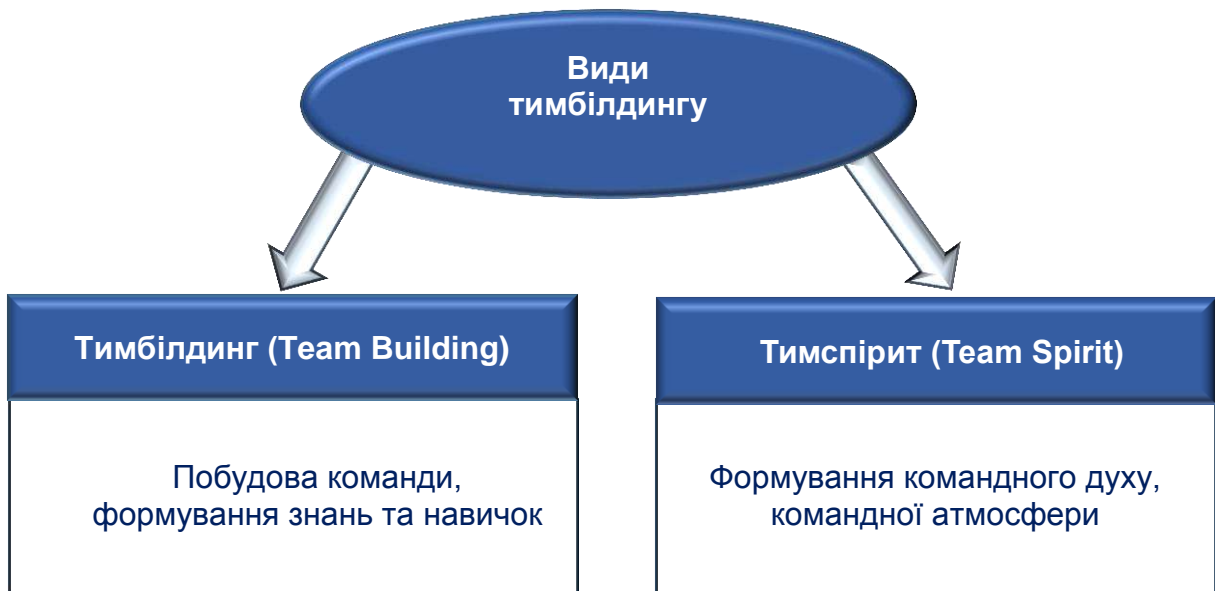 Види
тимбілдингу
Тимбілдинг (Team Building)
Тимспірит (Team Spirit)
Побудова команди,
формування знань та навичок
Формування командного духу,
командної атмосфери